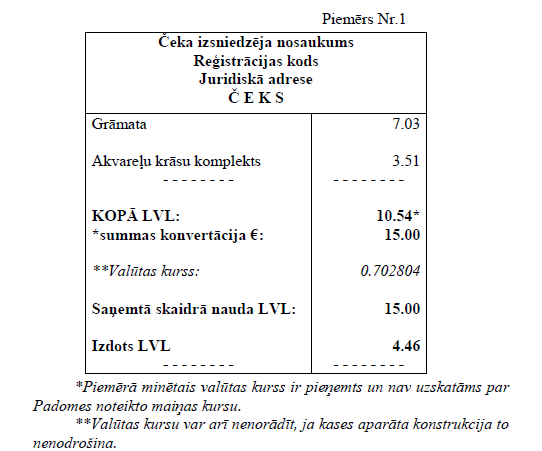 Piemērs Nr.1
Čeka izsniedzēja nosaukums
Reģistrācijas kods
Juridiskā adrese
Č E K S
Grāmata 7.03
Akvareļu krāsu komplekts 3.51
- - - - - - - - - - - - - - - -
KOPĀ LVL: 10.54*
*summas konvertācija €: 15.00
**Valūtas kurss: 0.702804
Saņemtā skaidrā nauda LVL: 15.00
Izdots LVL 4.46
- - - - - - - - - - - - - - - -
*Piemērā minētais valūtas kurss ir pieņemts un nav uzskatāms par
Padomes noteikto maiņas kursu.
**Valūtas kursu var arī nenorādīt, ja kases aparāta konstrukcija to
nenodrošina.